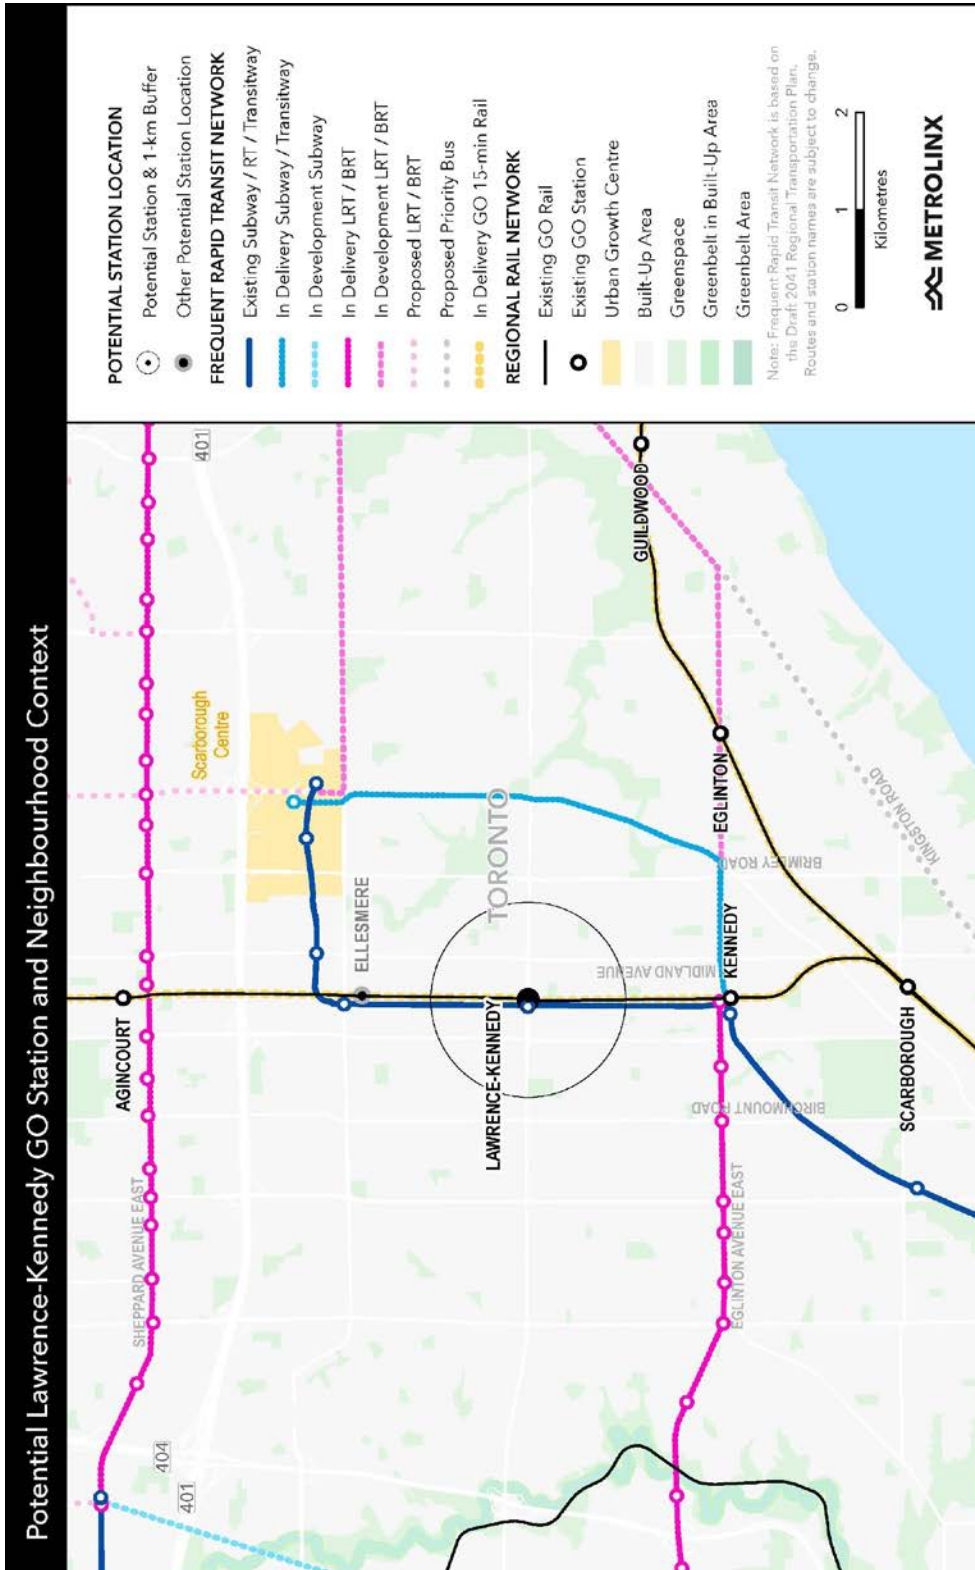 Potential Lawrence-Kennedy GO Station and Neighbourhood Context
401
Scarborough
Centre
AGINCOURT
SHEPPARD AVENUE EAST
404
401
ELLESMERE
TORONTO
LAWRENCE-KENNEDY
MIDLAND AVENUE
GUILDWOOD
EGLINTON
KENNEDY
BRIMLEY ROAD
BIRCHMOUNT ROAD
EGLINTON AVENUE EAST
KINGSTON ROAD
SCARBOROUGH
POTENTIAL STATION LOCATION
Potential Station & 1-km Buffer
Other Potential Station Location
FREQUENT RAPID TRANSIT NETWORK
Existing Subway / RT / Transitway
In Delivery Subway / Transitway
In Development Subway
In Delivery LRT / BRT
In Development LRT / BRT
Proposed LRT / BRT
Proposed Priority Bus
In Delivery GO 15-min Rail
REGIONAL RAIL NETWORK
Existing GO Rail
Existing GO Station
Urban Growth Centre
Built-Up Area
Greenspace
Greenbelt in Built-Up Area
Greenbelt Area
Note: Frequent Rapid Transit Network is based on
the Draft 2041 Regional Transportation Plan.
Routes and station names are subject to change.
0 1 2
Kilometres
METROLINX